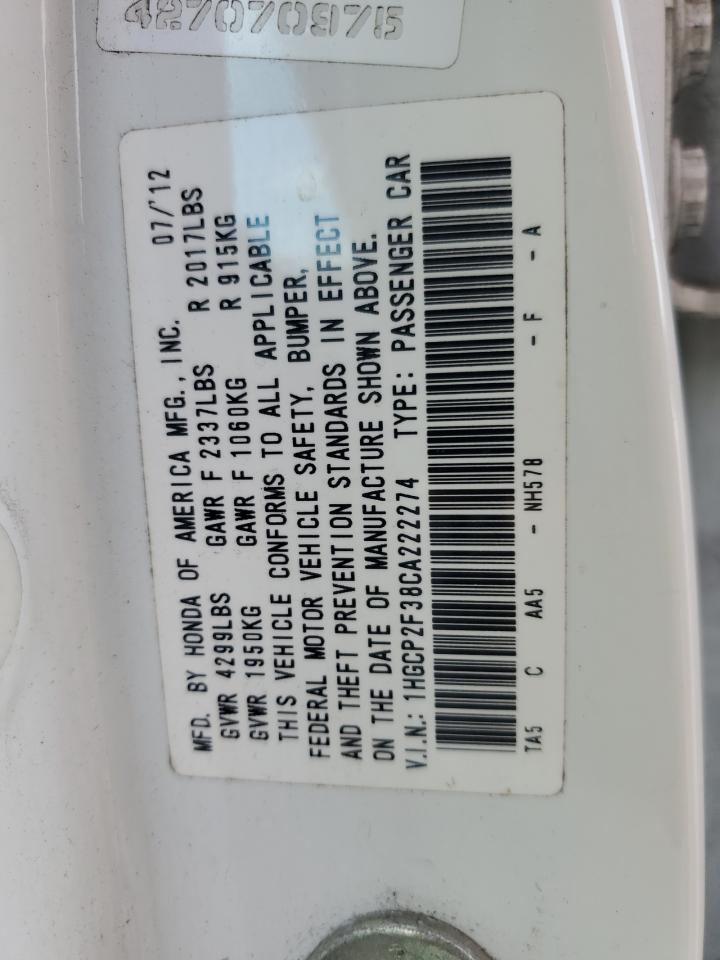 427070975
MFD. BY HONDA OF AMERICA MFG., INC. 07/'12
GVWR 4299LBS GAWR F 2337LBS R 2017LBS
GVWR 1950KG GAWR F 1060KG R 915KG
THIS VEHICLE CONFORMS TO ALL APPLICABLE
FEDERAL MOTOR VEHICLE SAFETY, BUMPER,
AND THEFT PREVENTION STANDARDS IN EFFECT
ON THE DATE OF MANUFACTURE SHOWN ABOVE.
V.I.N.: 1HGCP2F38CA222274 TYPE: PASSENGER CAR
TA5 C AA5 - NH578 - F - A